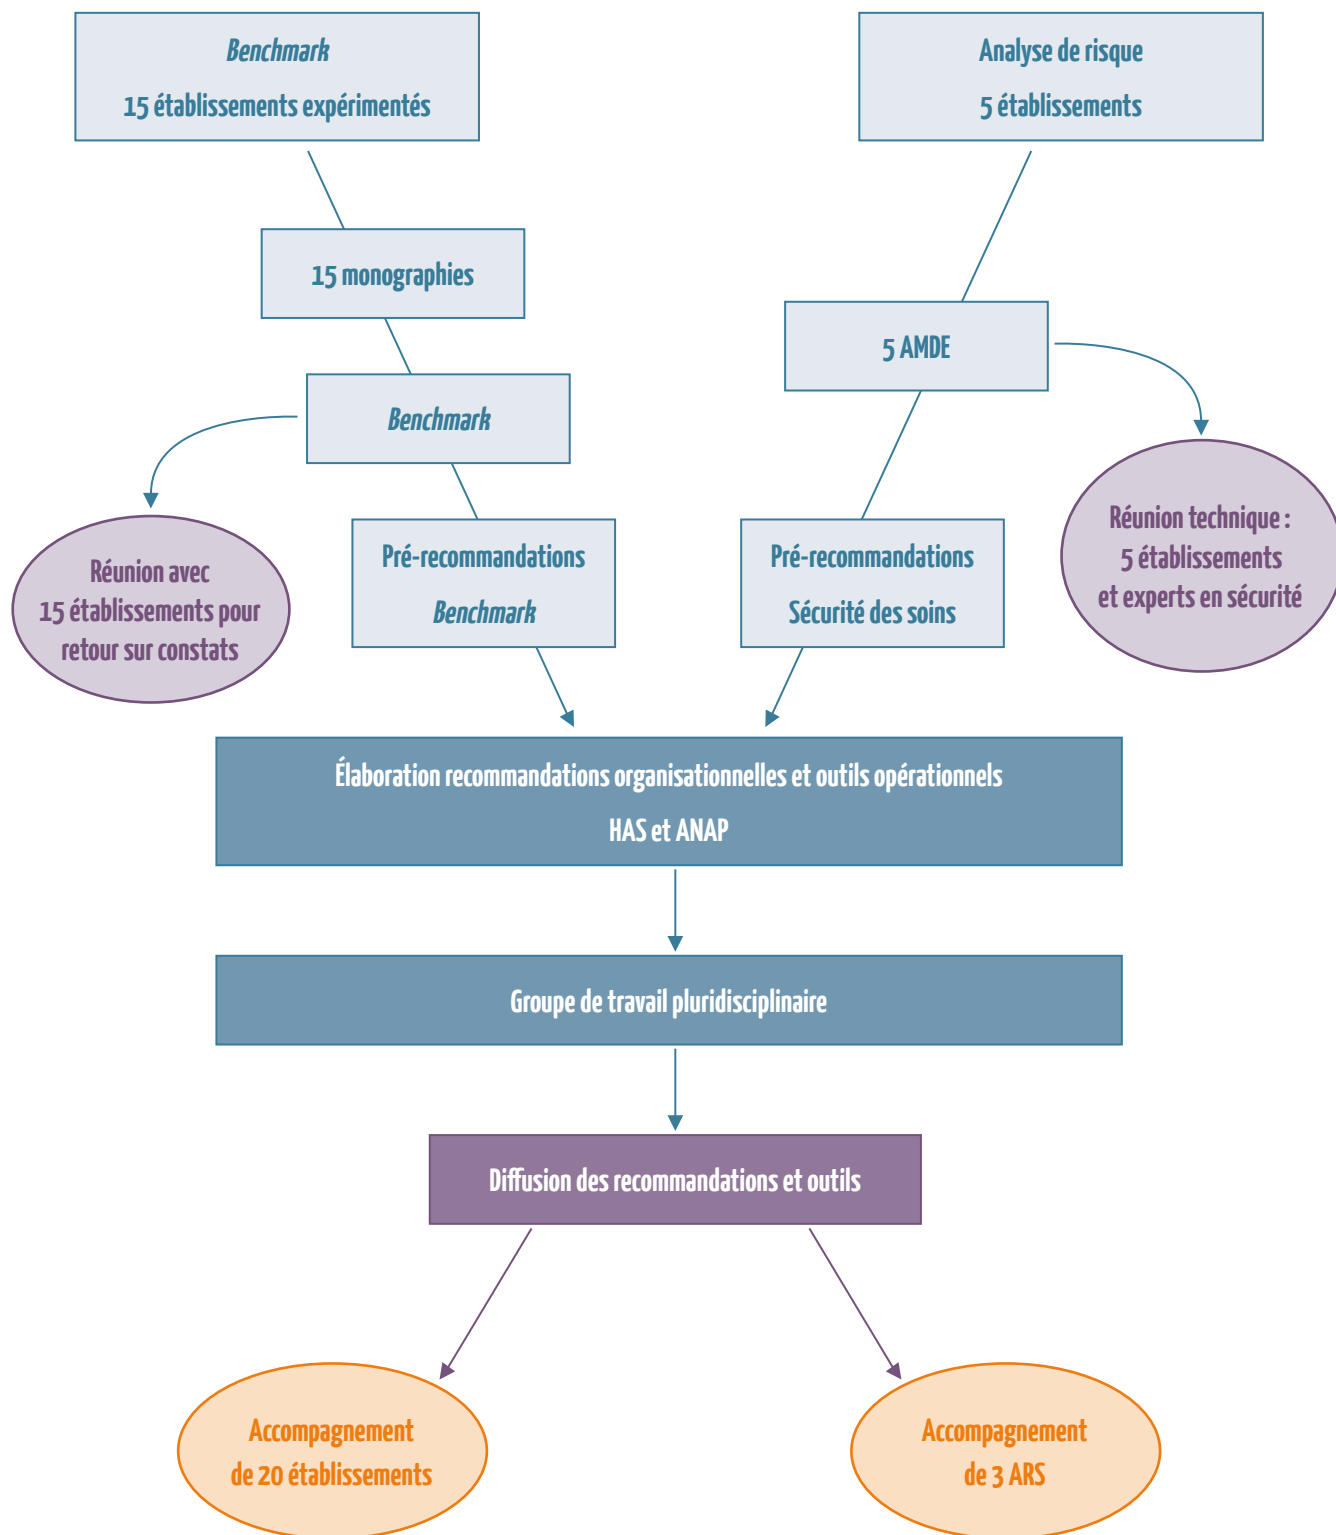 Benchmark
15 établissements expérimentés
Analyse de risque
5 établissements
15 monographies
5 AMDE
Benchmark
Réunion avec
15 établissements pour
retour sur constats
Pré-recommandations
Benchmark
Pré-recommandations
Sécurité des soins
Réunion technique :
5 établissements
et experts en sécurité
Élaboration recommandations organisationnelles et outils opérationnels
HAS et ANAP
Groupe de travail pluridisciplinaire
Diffusion des recommandations et outils
Accompagnement
de 20 établissements
Accompagnement
de 3 ARS